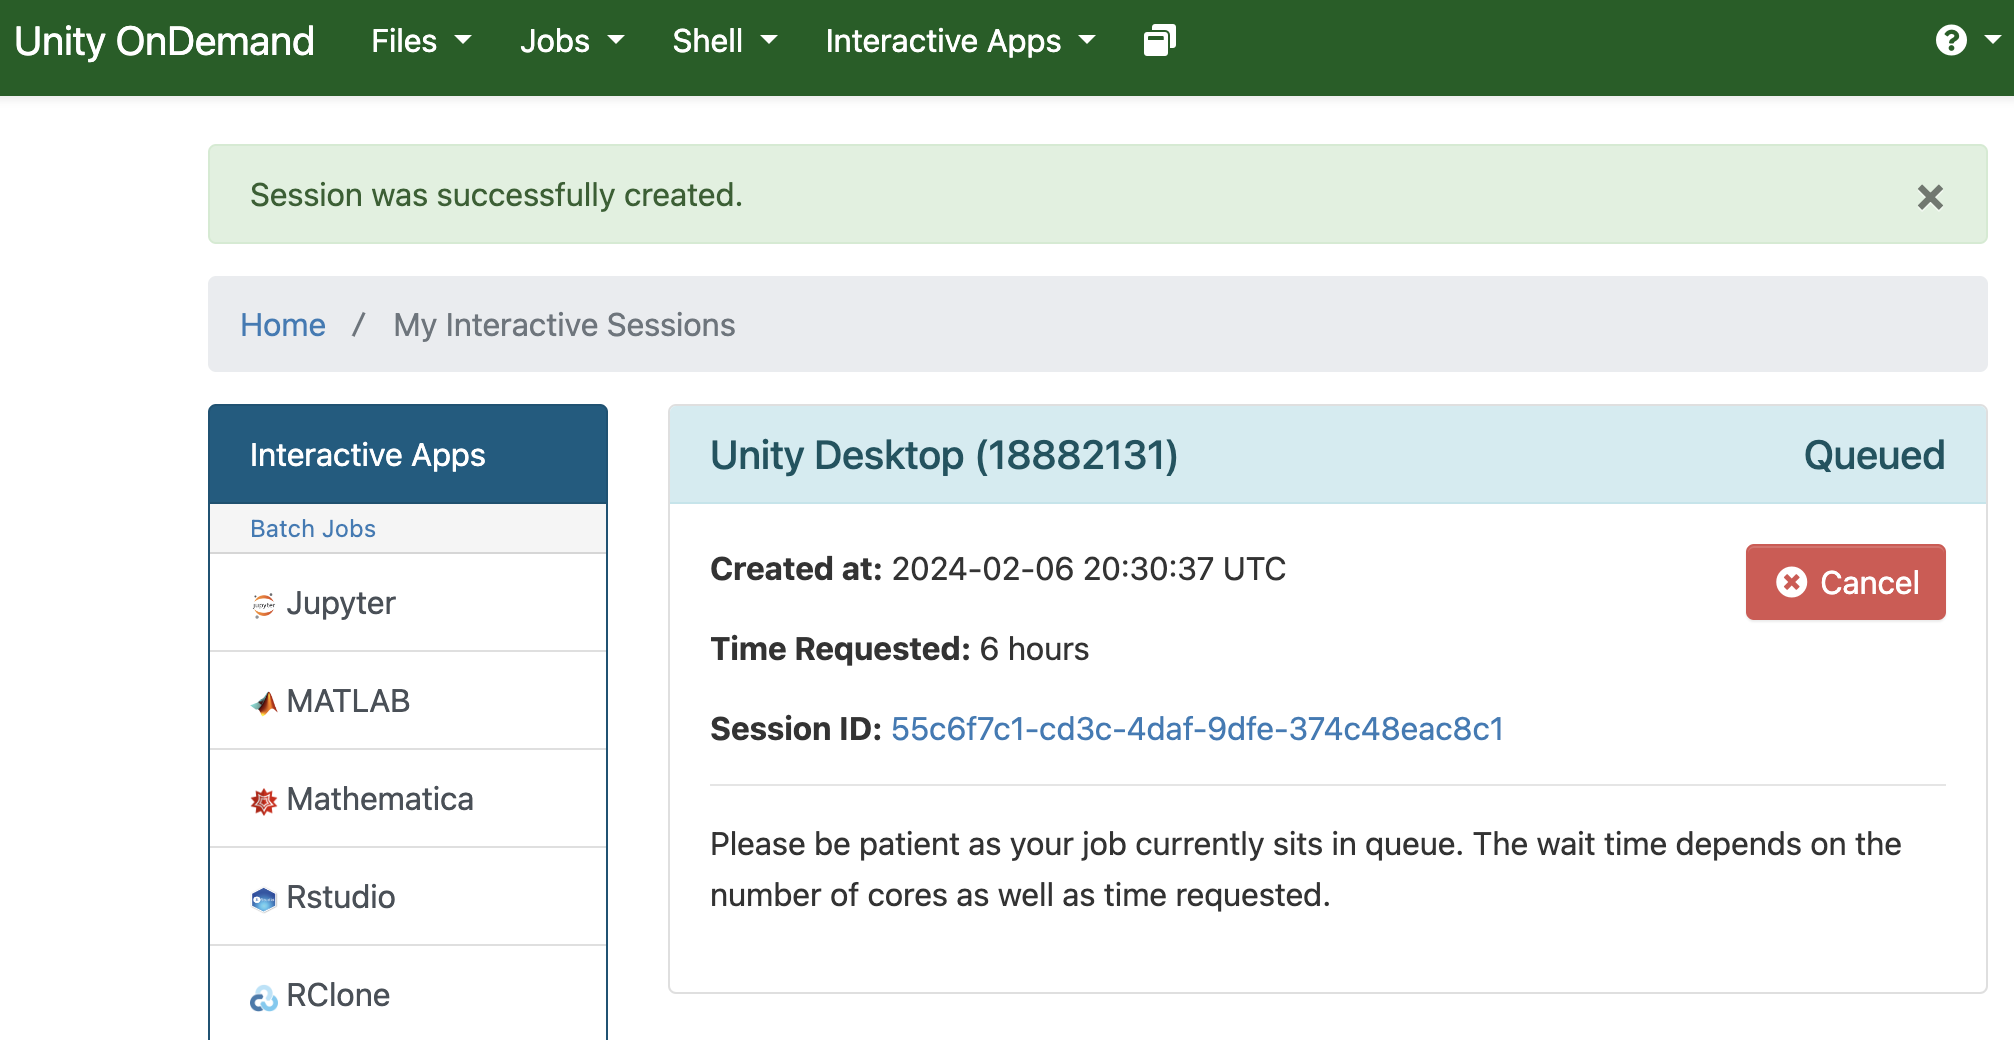 Unity OnDemand Files Jobs Shell Interactive Apps
Session was successfully created.
Home / My Interactive Sessions
Interactive Apps
Batch Jobs
Jupyter
MATLAB
Mathematica
Rstudio
RClone
Unity Desktop (18882131) Queued
Created at: 2024-02-06 20:30:37 UTC
Cancel
Time Requested: 6 hours
Session ID: 55c6f7c1-cd3c-4daf-9dfe-374c48eac8c1
Please be patient as your job currently sits in queue. The wait time depends on the
number of cores as well as time requested.